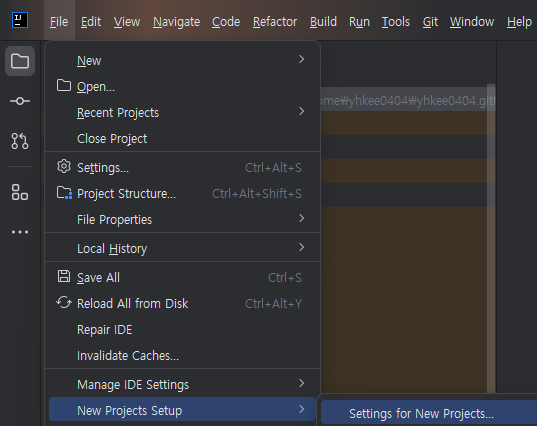 IJ
File Edit View Navigate Code Refactor Build Run Tools Git Window Help
New
Open...
ome₩yhkee0404₩yhkee0404.gith
Recent Projects
Close Project
Settings... Ctrl+Alt+S
Project Structure... Ctrl+Alt+Shift+S
File Properties
Local History
Save All Ctrl+S
Reload All from Disk Ctrl+Alt+Y
Repair IDE
Invalidate Caches...
Manage IDE Settings
New Projects Setup
Settings for New Projects...